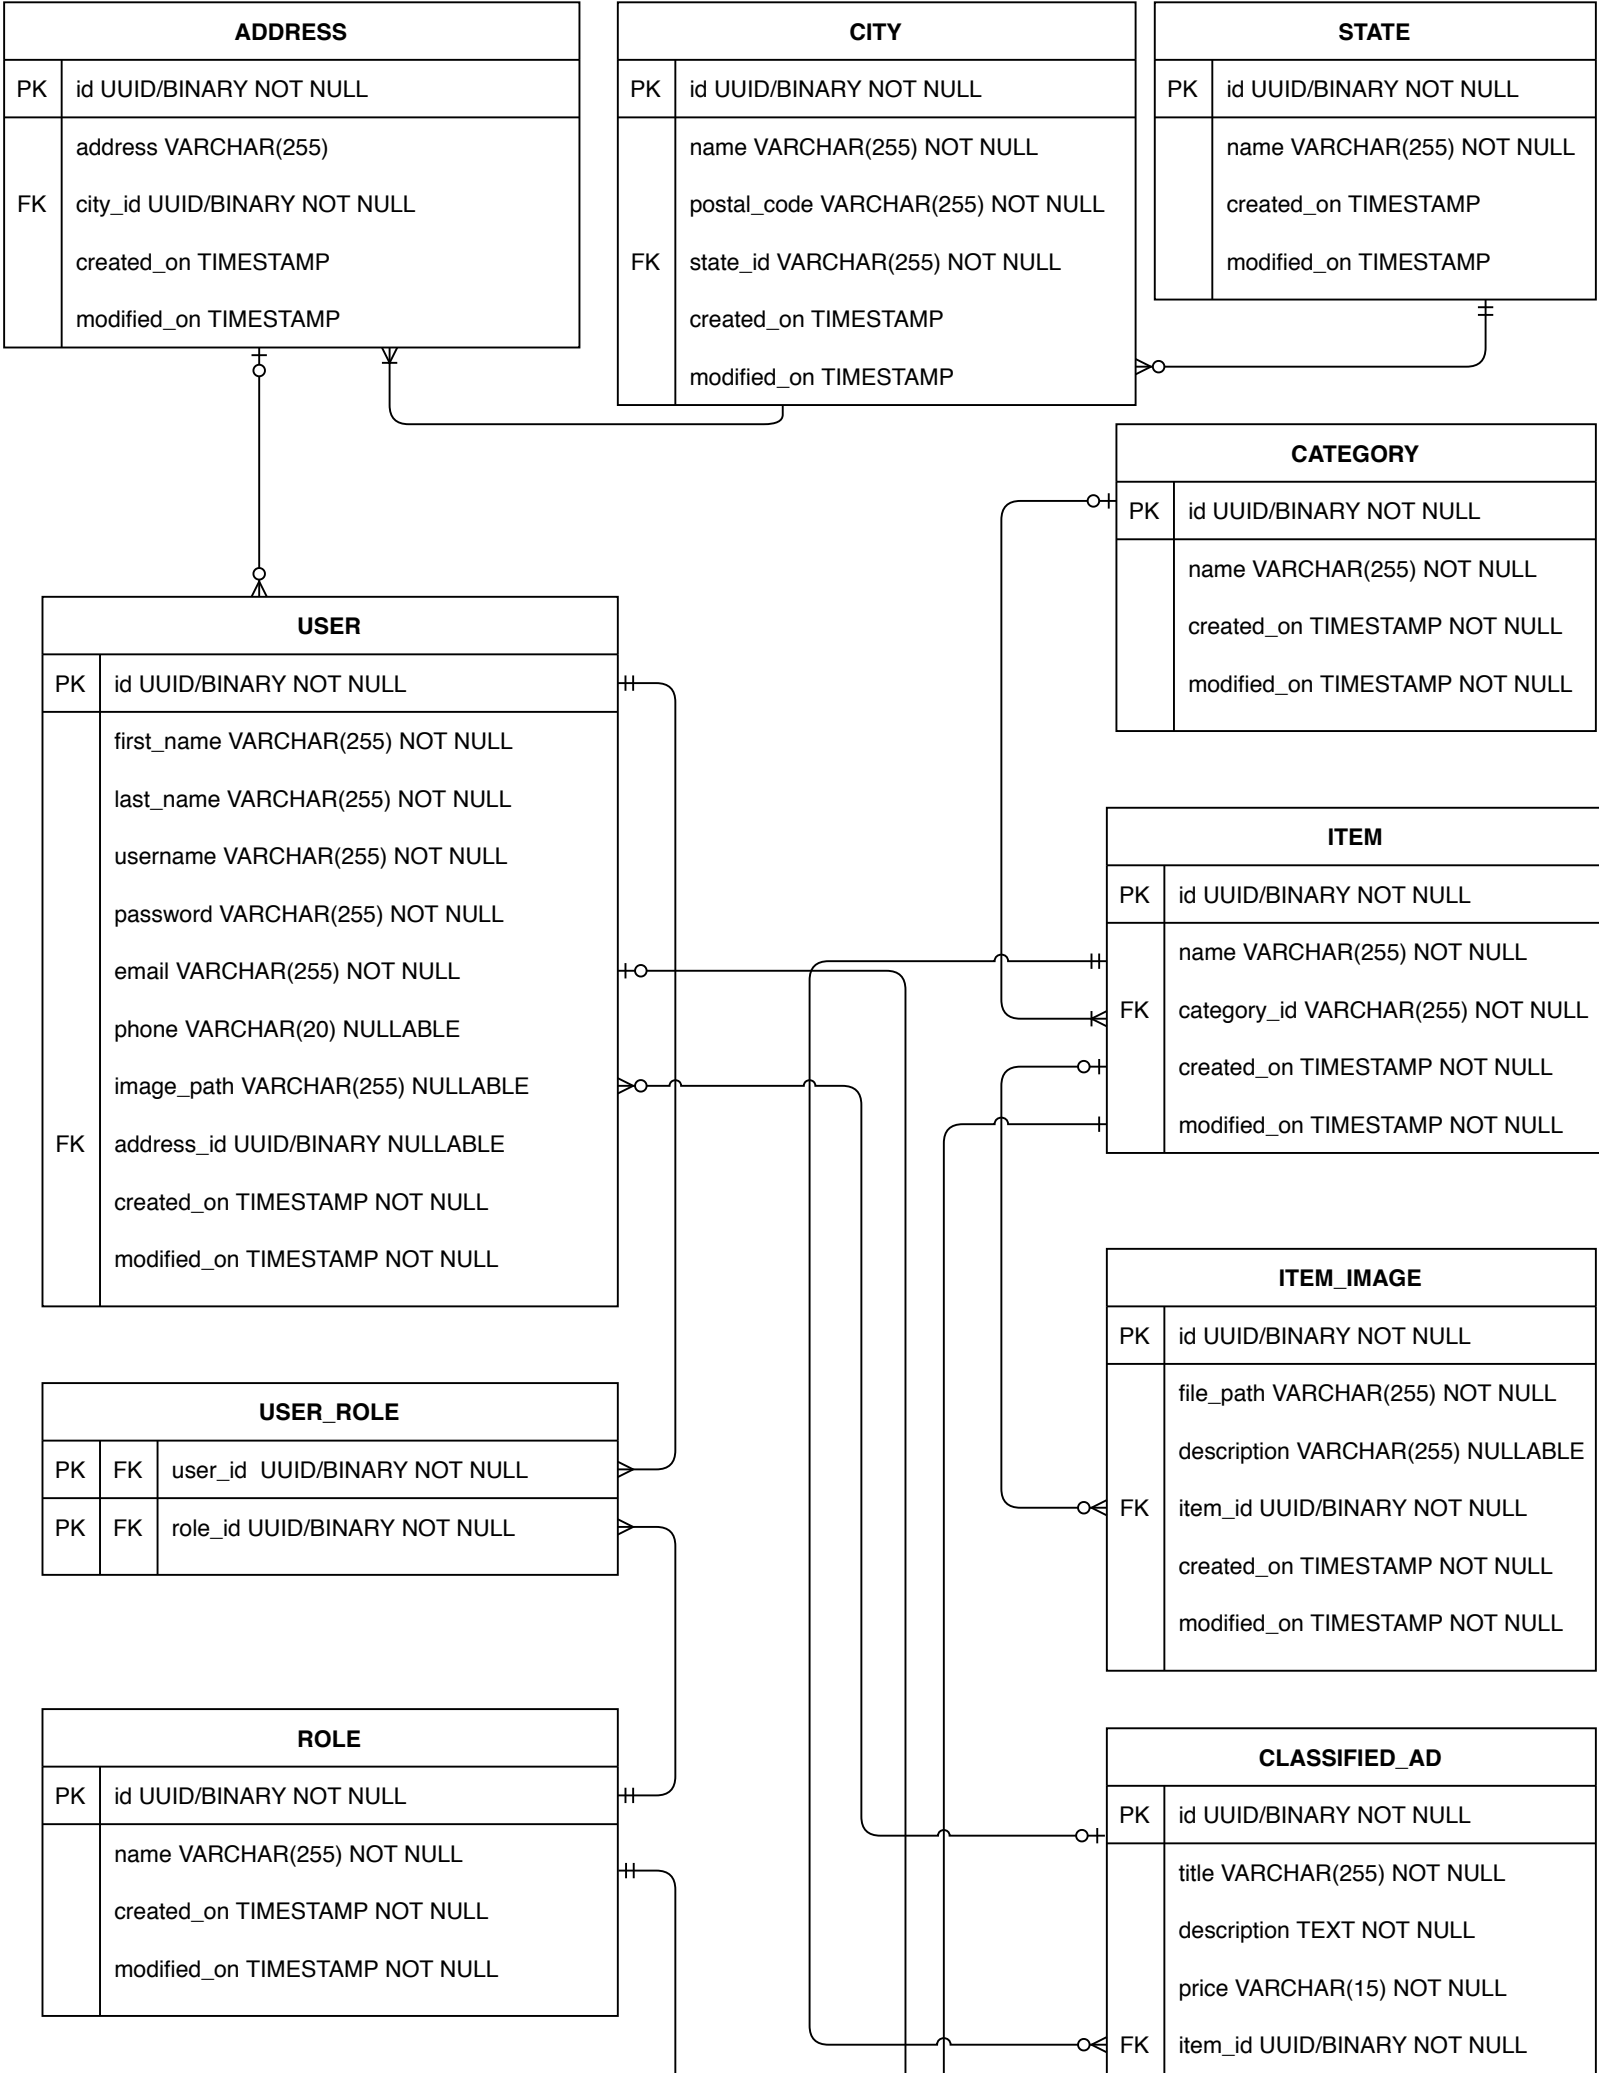 ADDRESS
PK id UUID/BINARY NOT NULL
address VARCHAR(255)
FK city_id UUID/BINARY NOT NULL
created_on TIMESTAMP
modified_on TIMESTAMP
CITY
PK id UUID/BINARY NOT NULL
name VARCHAR(255) NOT NULL
postal_code VARCHAR(255) NOT NULL
FK state_id VARCHAR(255) NOT NULL
created_on TIMESTAMP
modified_on TIMESTAMP
STATE
PK id UUID/BINARY NOT NULL
name VARCHAR(255) NOT NULL
created_on TIMESTAMP
modified_on TIMESTAMP
CATEGORY
PK id UUID/BINARY NOT NULL
name VARCHAR(255) NOT NULL
created_on TIMESTAMP NOT NULL
modified_on TIMESTAMP NOT NULL
USER
PK id UUID/BINARY NOT NULL
first_name VARCHAR(255) NOT NULL
last_name VARCHAR(255) NOT NULL
username VARCHAR(255) NOT NULL
password VARCHAR(255) NOT NULL
email VARCHAR(255) NOT NULL
phone VARCHAR(20) NULLABLE
image_path VARCHAR(255) NULLABLE
FK address_id UUID/BINARY NULLABLE
created_on TIMESTAMP NOT NULL
modified_on TIMESTAMP NOT NULL
ITEM
PK id UUID/BINARY NOT NULL
name VARCHAR(255) NOT NULL
FK category_id VARCHAR(255) NOT NULL
created_on TIMESTAMP NOT NULL
modified_on TIMESTAMP NOT NULL
ITEM_IMAGE
PK id UUID/BINARY NOT NULL
file_path VARCHAR(255) NOT NULL
description VARCHAR(255) NULLABLE
FK item_id UUID/BINARY NOT NULL
created_on TIMESTAMP NOT NULL
modified_on TIMESTAMP NOT NULL
USER_ROLE
PK FK user_id UUID/BINARY NOT NULL
PK FK role_id UUID/BINARY NOT NULL
ROLE
PK id UUID/BINARY NOT NULL
name VARCHAR(255) NOT NULL
created_on TIMESTAMP NOT NULL
modified_on TIMESTAMP NOT NULL
CLASSIFIED_AD
PK id UUID/BINARY NOT NULL
title VARCHAR(255) NOT NULL
description TEXT NOT NULL
price VARCHAR(15) NOT NULL
FK item_id UUID/BINARY NOT NULL